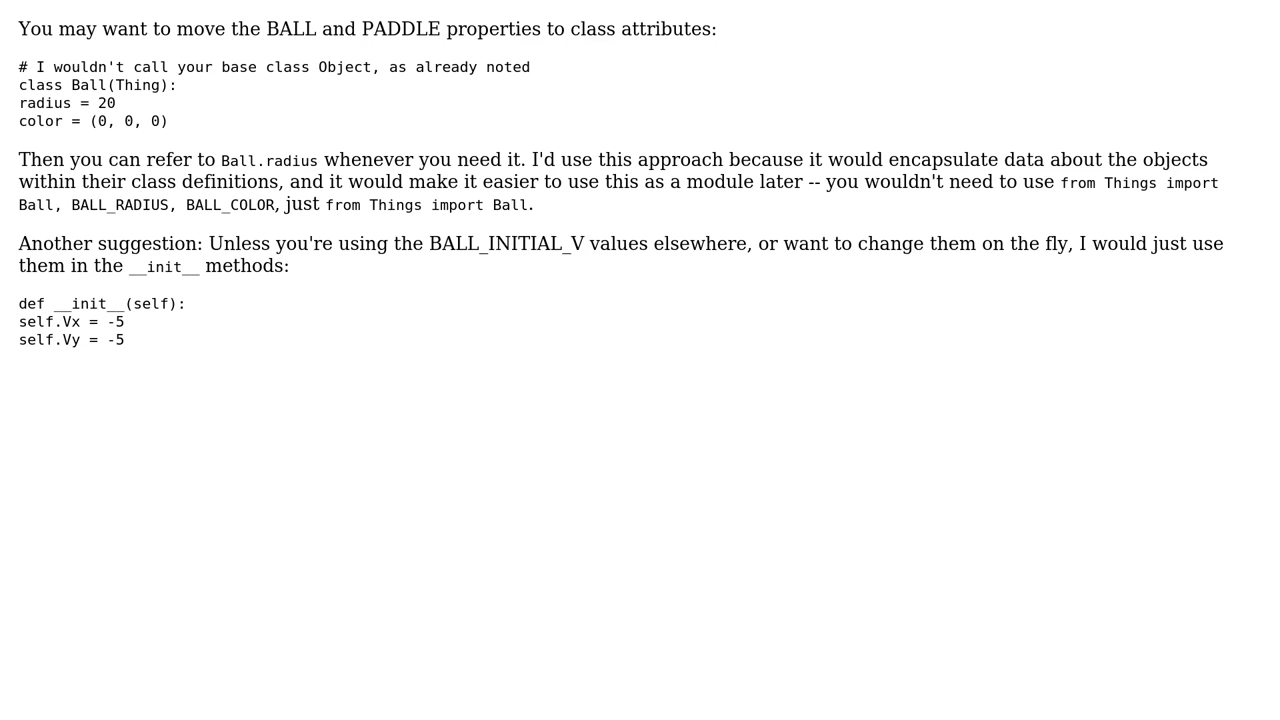 You may want to move the BALL and PADDLE properties to class attributes:
# I wouldn't call your base class Object, as already noted
class Ball(Thing):
radius = 20
color = (0, 0, 0)
Then you can refer to Ball.radius whenever you need it. I'd use this approach because it would encapsulate data about the objects
within their class definitions, and it would make it easier to use this as a module later -- you wouldn't need to use from Things import
Ball, BALL_RADIUS, BALL_COLOR, just from Things import Ball.
Another suggestion: Unless you're using the BALL_INITIAL_V values elsewhere, or want to change them on the fly, I would just use
them in the __init__ methods:
def __init__(self):
self.Vx = -5
self.Vy = -5